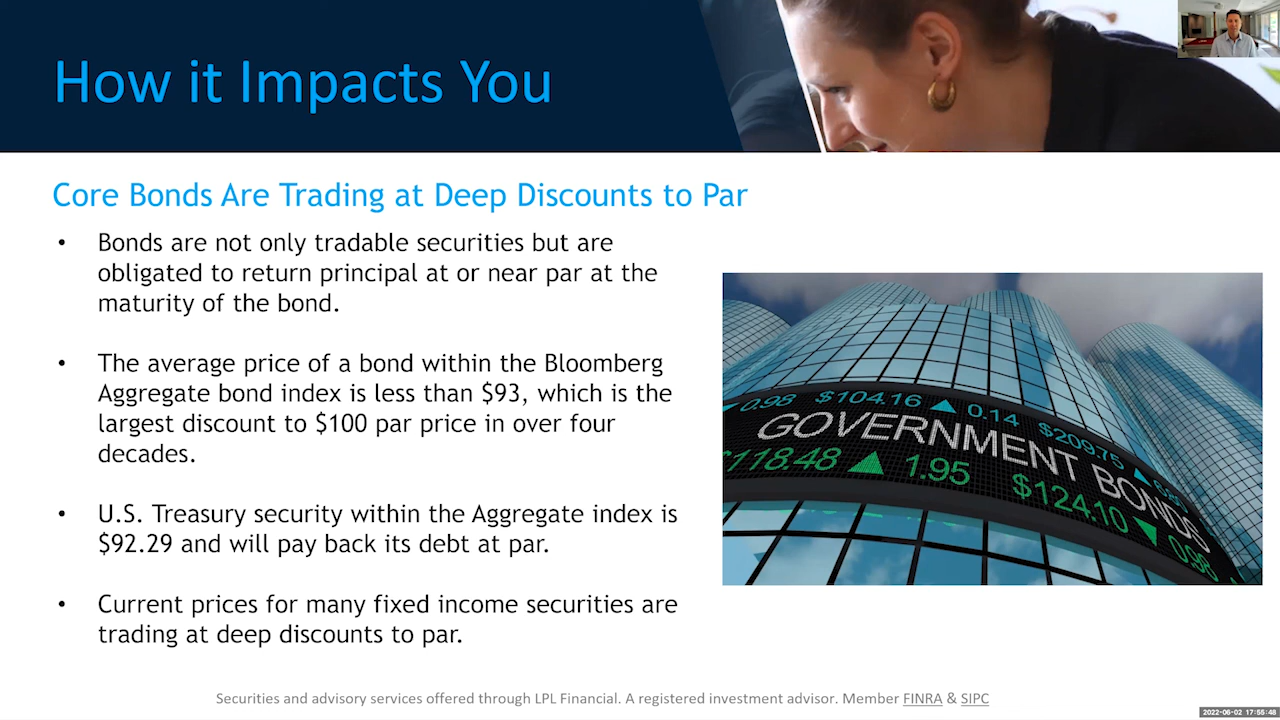 How it Impacts You
Core Bonds Are Trading at Deep Discounts to Par
• Bonds are not only tradable securities but are
obligated to return principal at or near par at the
maturity of the bond.
• The average price of a bond within the Bloomberg
Aggregate bond index is less than $93, which is the
largest discount to $100 par price in over four
decades.
• U.S. Treasury security within the Aggregate index is
$92.29 and will pay back its debt at par.
• Current prices for many fixed income securities are
trading at deep discounts to par.
0.98 $104.16 ▲ 0.14 $209.75 ▲
GOVERNMENT BONDS
$118.48 ▲ 1.95 $124.10 ▼ 0.98
Securities and advisory services offered through LPL Financial. A registered investment advisor. Member FINRA & SIPC
2022-06-02 17:55:48